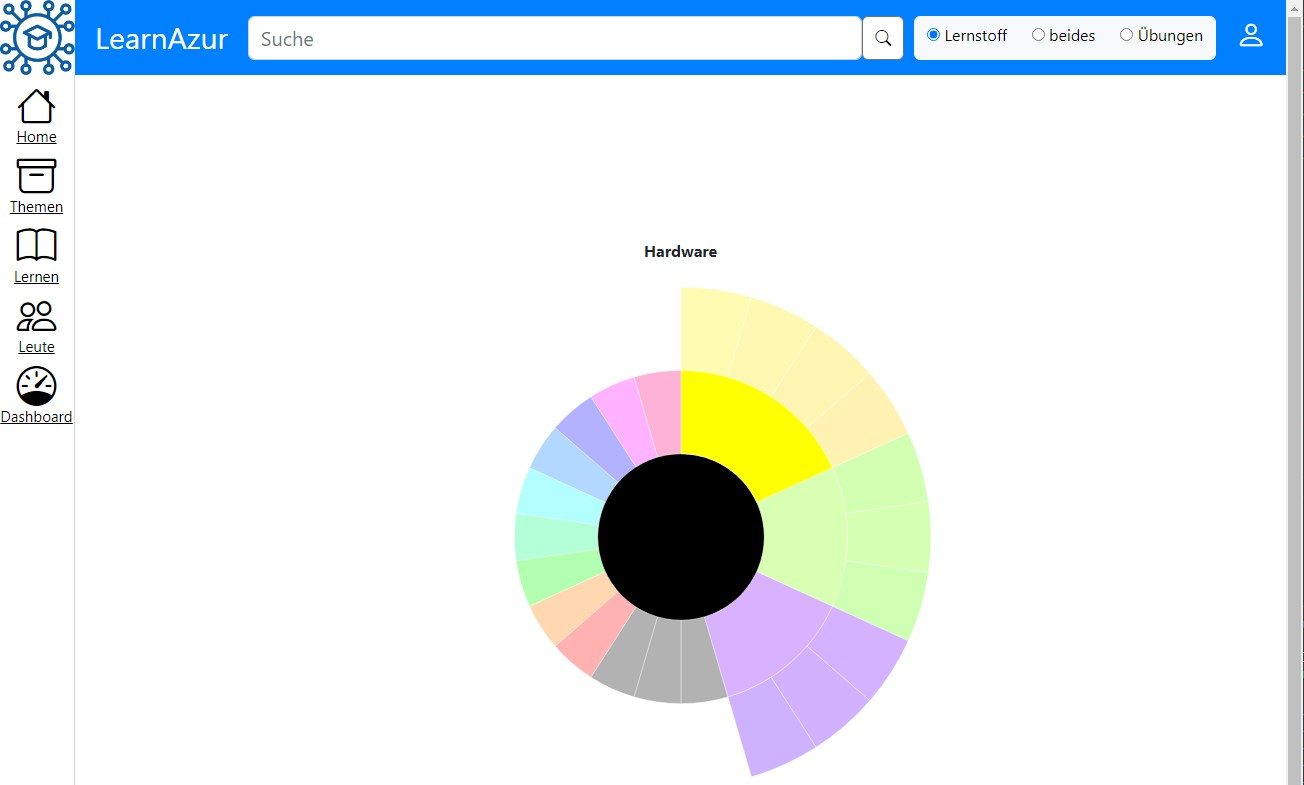 LearnAzur
Suche
Lernstoff
beides
Übungen
Home
Themen
Lernen
Leute
Dashboard
Hardware